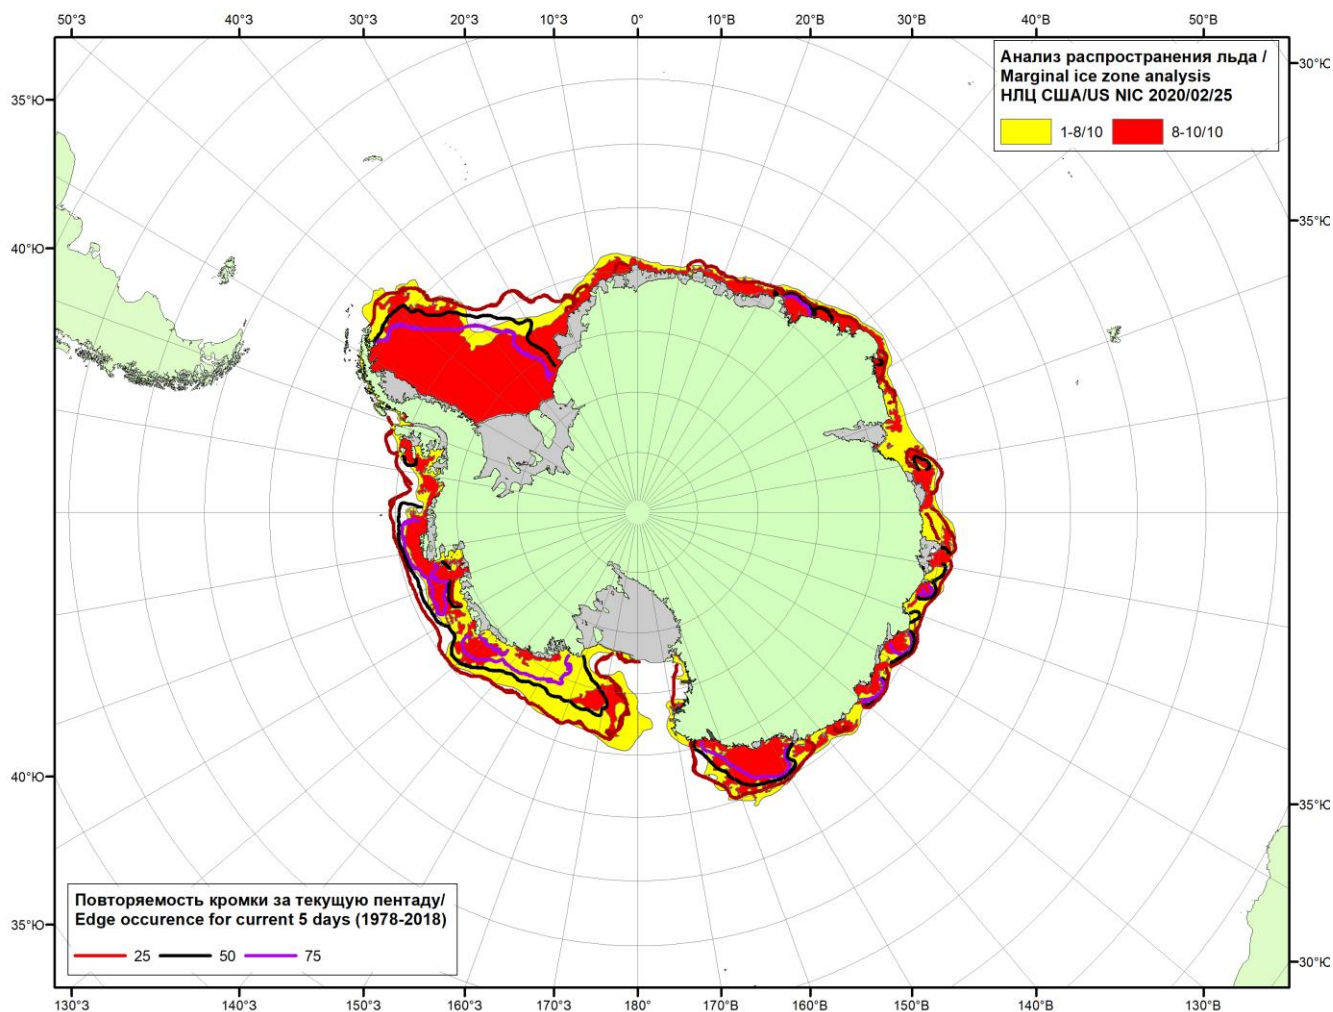 50°З 40°З 30°З 20°З 10°З 0° 10°В 20°В 30°В 40°В 50°В
Анализ распространения льда /
Marginal ice zone analysis
НЛЦ США/US NIC 2020/02/25
1-8/10 8-10/10
30°Ю
35°Ю
35°Ю
40°Ю
40°Ю
35°Ю
35°Ю
30°Ю
Повторяемость кромки за текущую пентаду/
Edge occurence for current 5 days (1978-2018)
25 50 75
130°З 140°З 150°З 160°З 170°З 180° 170°В 160°В 150°В 140°В 130°В